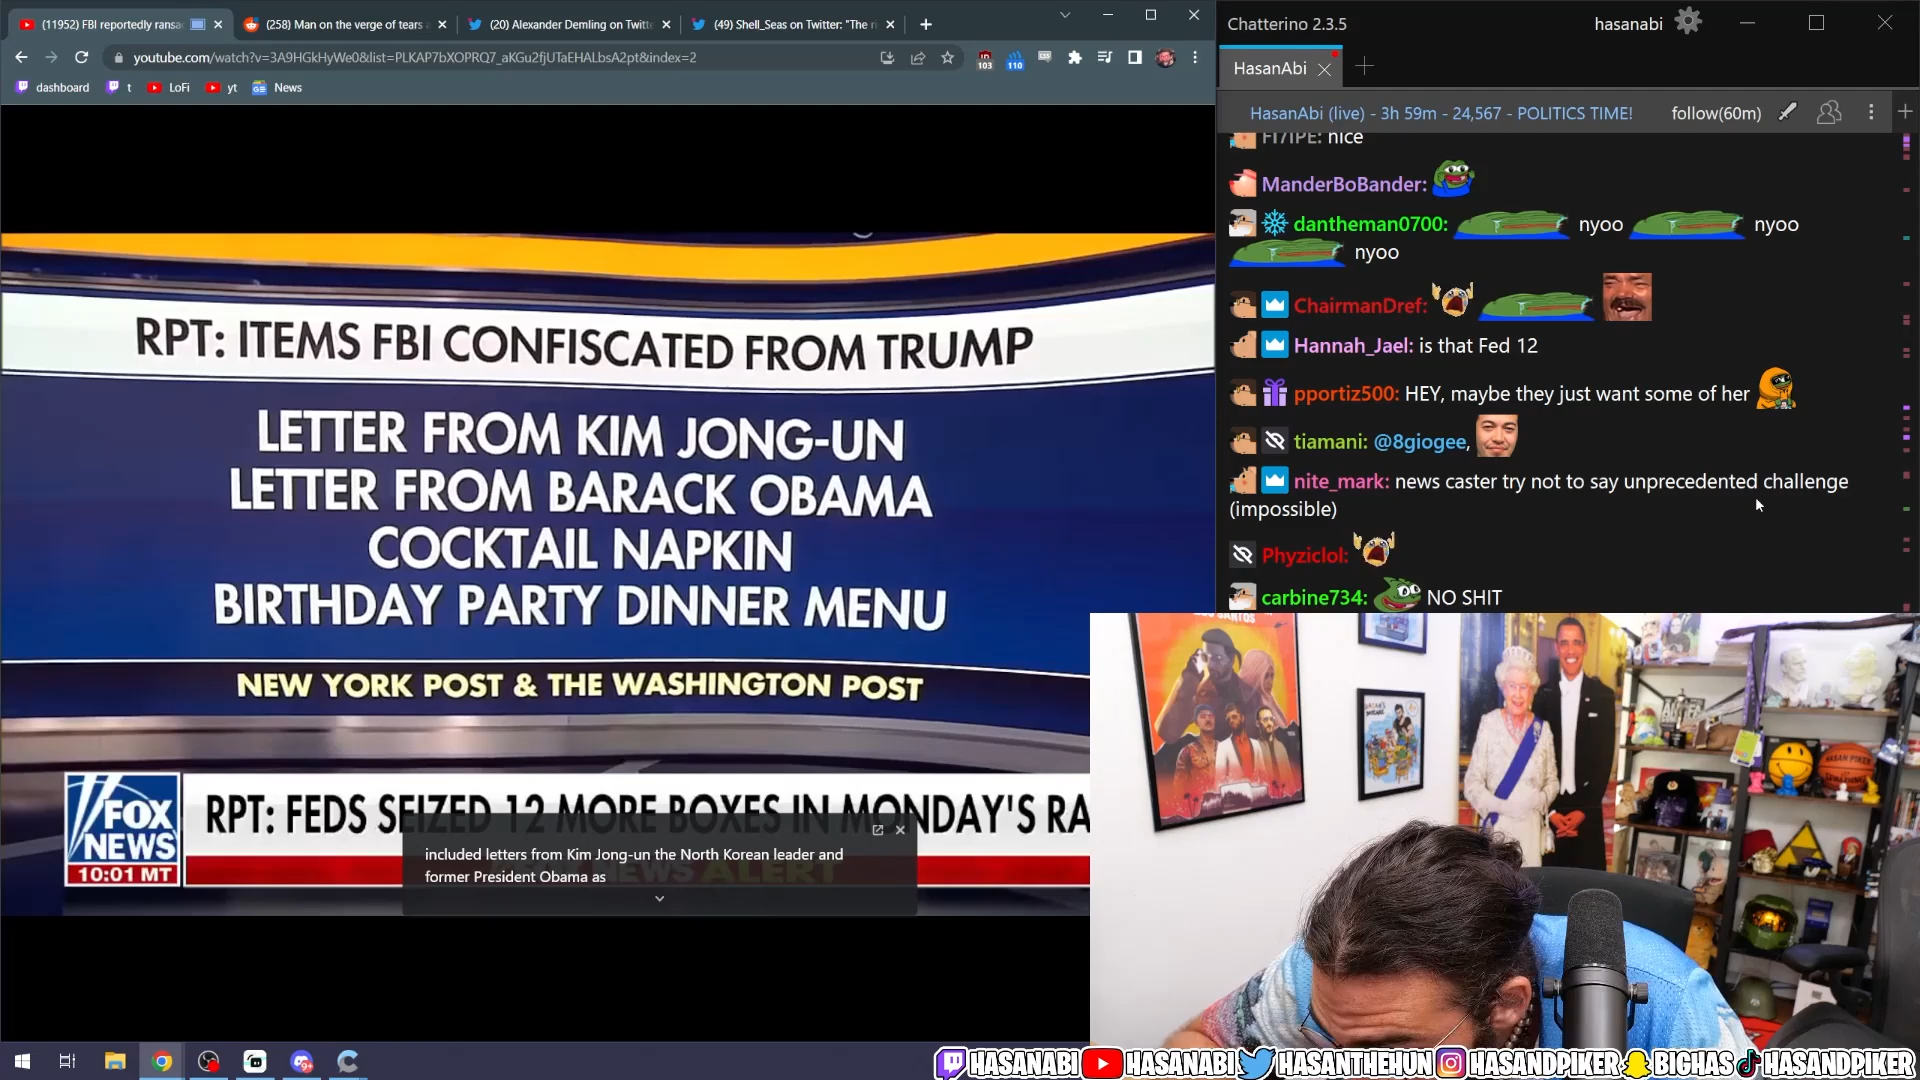 (11952) FBI reportedly ransa
(258) Man on the verge of tears a
(20) Alexander Demling on Twitte
(49) Shell_Seas on Twitter: "The ri
youtube.com/watch?v=3A9HGkHyWe0&list=PLKAP7bXOPRQ7_aKGu2fjUTaEHALbsA2pt&index=2
103
110
dashboard
t
LoFi
yt
News
RPT: ITEMS FBI CONFISCATED FROM TRUMP
LETTER FROM KIM JONG-UN
LETTER FROM BARACK OBAMA
COCKTAIL NAPKIN
BIRTHDAY PARTY DINNER MENU
NEW YORK POST & THE WASHINGTON POST
FOX
NEWS
10:01 MT
RPT: FEDS SEIZED 12 MORE BOXES IN MONDAY'S RA
NEWS ALERT
included letters from Kim Jong-un the North Korean leader and
former President Obama as
Chatterino 2.3.5
hasanabi
HasanAbi
HasanAbi (live) - 3h 59m - 24,567 - POLITICS TIME!
follow(60m)
nice
ManderBoBander:
dantheman0700: nyoo nyoo
nyoo
ChairmanDref:
Hannah_Jael: is that Fed 12
pportiz500: HEY, maybe they just want some of her
tiamani: @8giogee,
nite_mark: news caster try not to say unprecedented challenge
(impossible)
Phyziclol:
carbine734: NO SHIT
HASANABI
HASANABI
HASANTHEHUN
HASANDPIKER
BIGHAS
HASANDPIKER